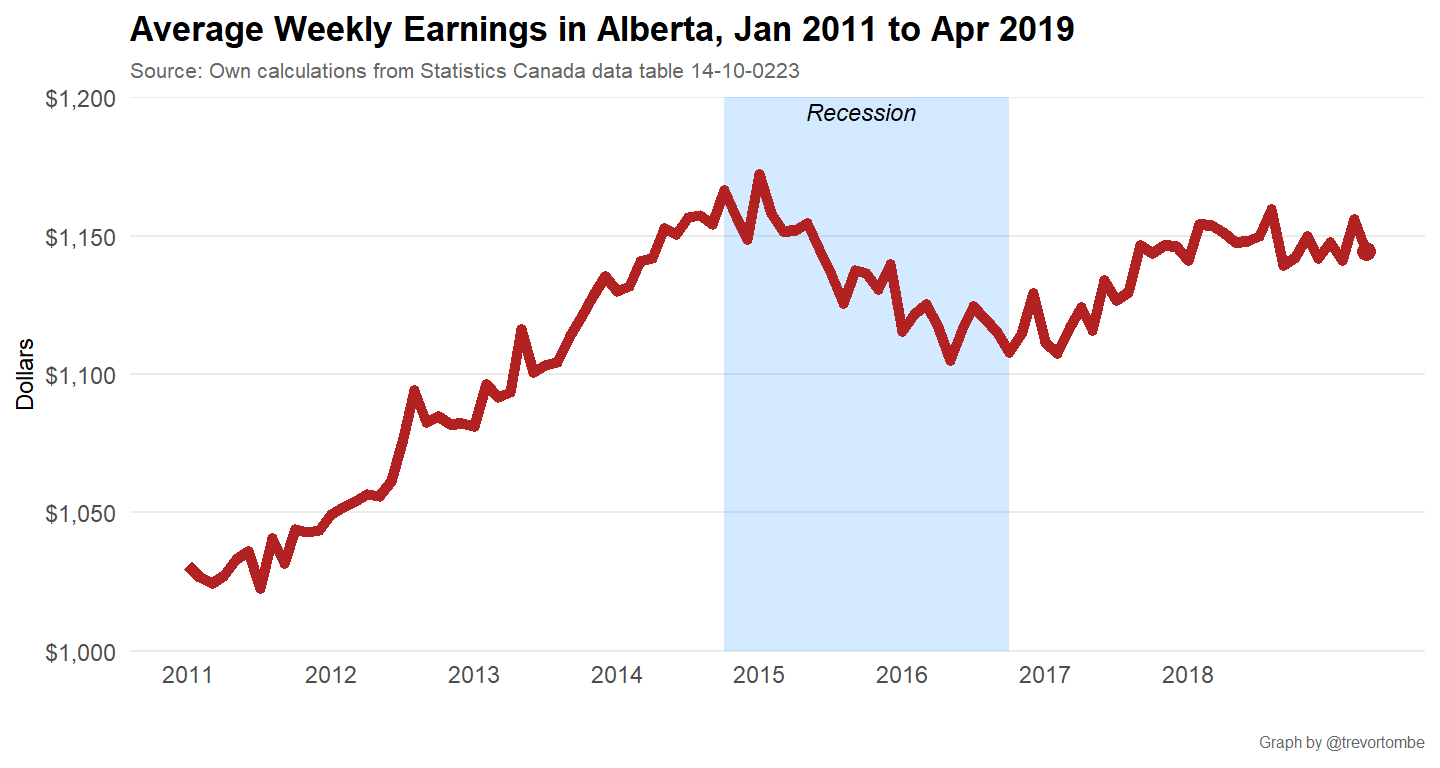 Average Weekly Earnings in Alberta, Jan 2011 to Apr 2019
Source: Own calculations from Statistics Canada data table 14-10-0223
$1,200
Recession
$1,150
$1,100
Dollars
$1,050
$1,000
2011 2012 2013 2014 2015 2016 2017 2018
Graph by @trevortombe